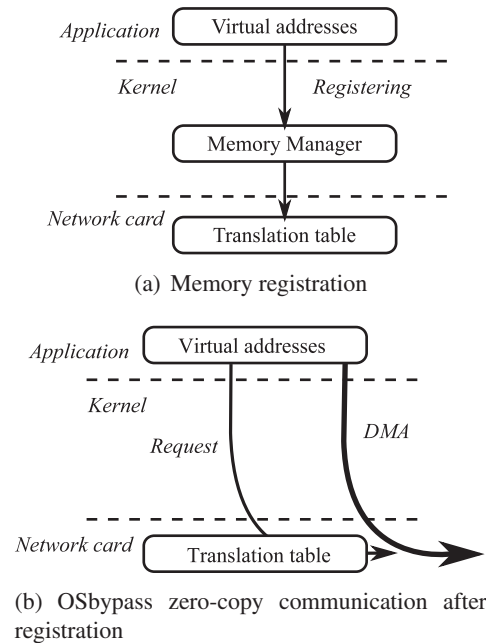 Application
Virtual addresses
Kernel
Registering
Memory Manager
Network card
Translation table
(a) Memory registration
Application
Virtual addresses
Kernel
Request
DMA
Network card
Translation table
(b) OSbypass zero-copy communication after
registration